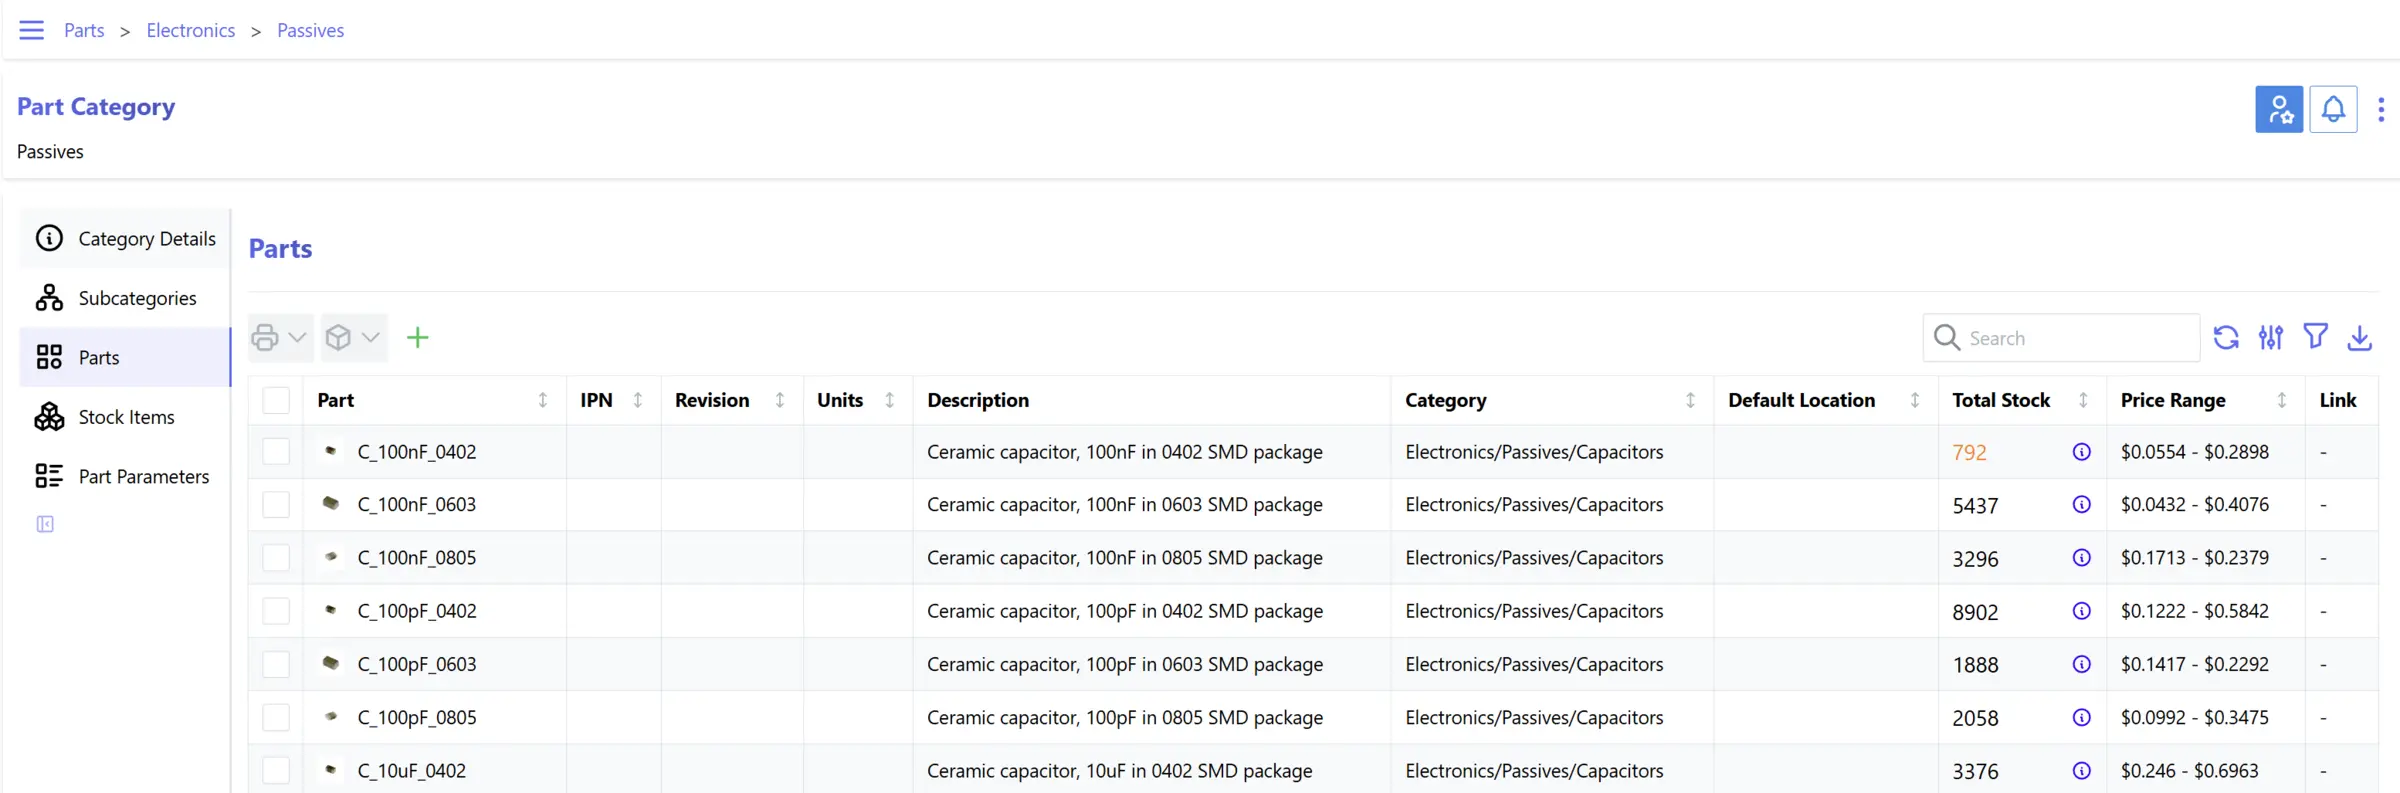 Parts > Electronics > Passives
Part Category
Passives
Category Details
Subcategories
Parts
Stock Items
Part Parameters
Parts
Search
Part IPN Revision Units Description Category Default Location Total Stock Price Range Link
C_100nF_0402 Ceramic capacitor, 100nF in 0402 SMD package Electronics/Passives/Capacitors 792 $0.0554 - $0.2898 -
C_100nF_0603 Ceramic capacitor, 100nF in 0603 SMD package Electronics/Passives/Capacitors 5437 $0.0432 - $0.4076 -
C_100nF_0805 Ceramic capacitor, 100nF in 0805 SMD package Electronics/Passives/Capacitors 3296 $0.1713 - $0.2379 -
C_100pF_0402 Ceramic capacitor, 100pF in 0402 SMD package Electronics/Passives/Capacitors 8902 $0.1222 - $0.5842 -
C_100pF_0603 Ceramic capacitor, 100pF in 0603 SMD package Electronics/Passives/Capacitors 1888 $0.1417 - $0.2292 -
C_100pF_0805 Ceramic capacitor, 100pF in 0805 SMD package Electronics/Passives/Capacitors 2058 $0.0992 - $0.3475 -
C_10uF_0402 Ceramic capacitor, 10uF in 0402 SMD package Electronics/Passives/Capacitors 3376 $0.246 - $0.6963 -